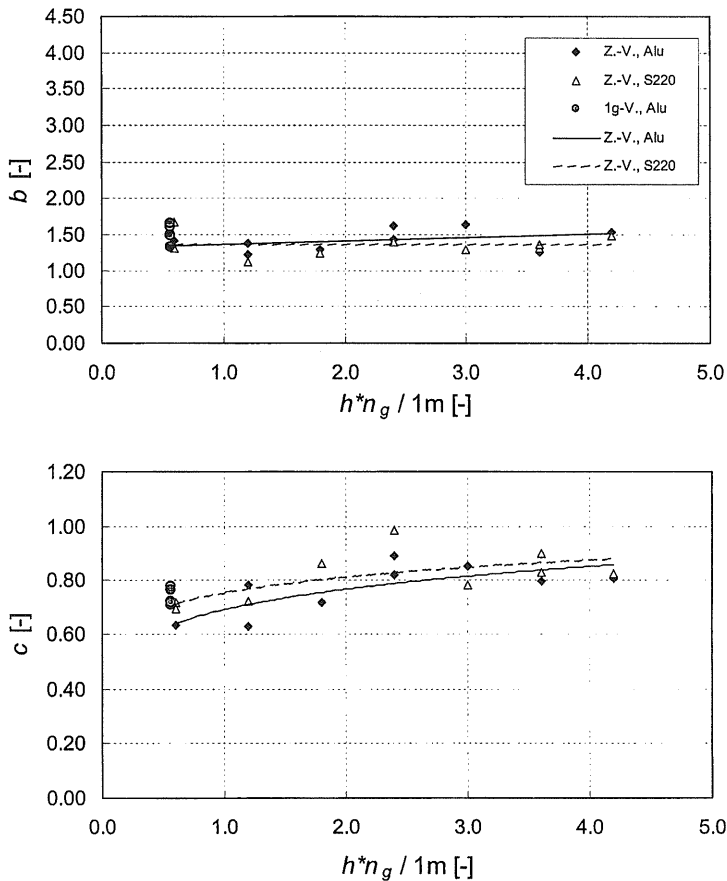 4.50
4.00
3.50
3.00
2.50
2.00
1.50
1.00
0.50
0.00
b [-]
Z.-V., Alu
Z.-V., S220
1g-V., Alu
Z.-V., Alu
Z.-V., S220
0.0 1.0 2.0 3.0 4.0 5.0
h*n_g / 1m [-]
1.20
1.00
0.80
0.60
0.40
0.20
0.00
c [-]
0.0 1.0 2.0 3.0 4.0 5.0
h*n_g / 1m [-]